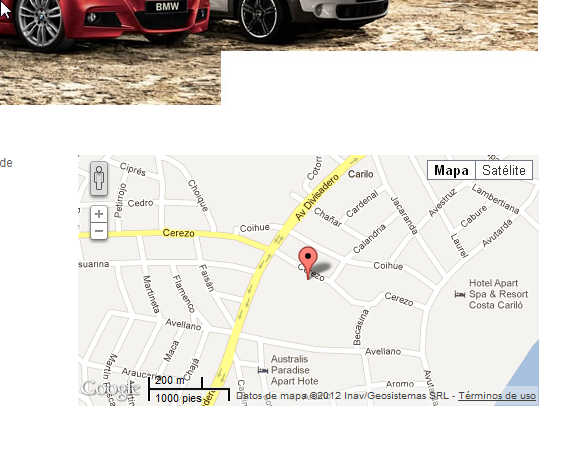 BMW
de
Mapa
Satélite
Ciprés
Petirrojo
Cedro
Choique
Cotorr
Carilo
Av Divisadero
Chañar
Cardenal
Jacaranda
Avestruz
Lambertiana
Cabure
Avutarda
Laurel
Calandria
Coihue
Cerezo
Coihue
Cerezo
Cerezo
suarina
Martineta
Flamenco
Faisán
Becasina
Hotel Apart
Spa & Resort
Costa Cariló
Avellano
Maca
Chajá
Martin
Araucaria
Australis
Paradise
Apart Hote
Avellano
Aromo
Avuta
Google
200 m
1000 pies
Datos de mapa ©2012 Inav/Geosistemas SRL - Términos de uso